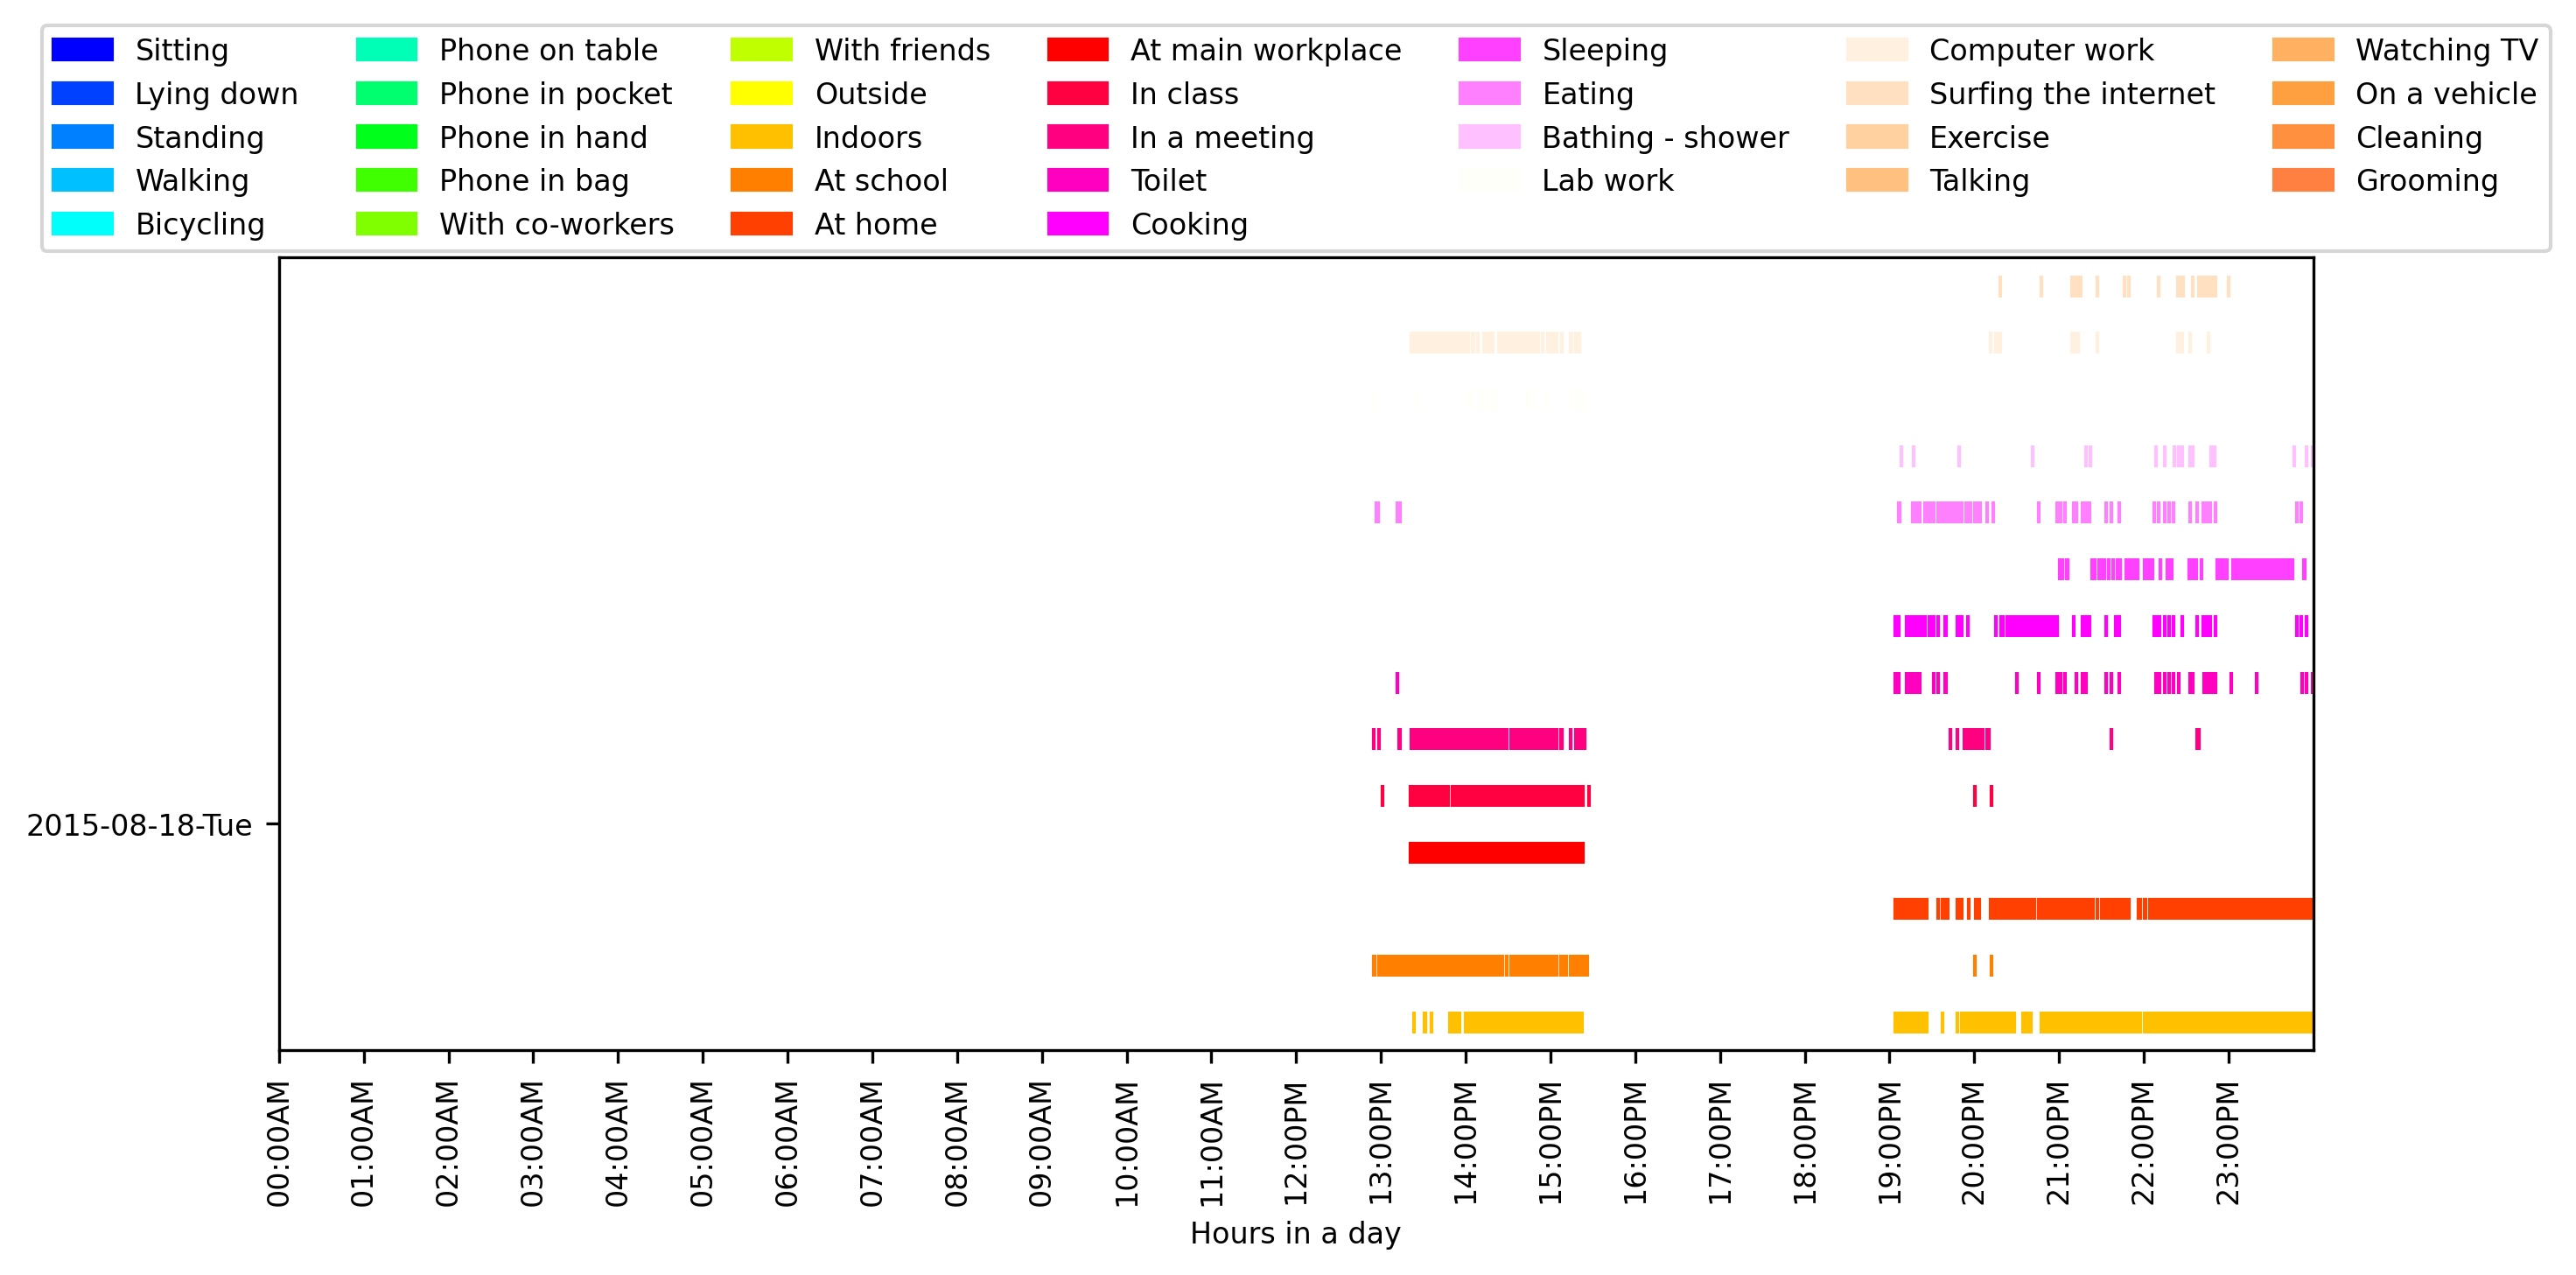 Sitting
Lying down
Standing
Walking
Bicycling
Phone on table
Phone in pocket
Phone in hand
Phone in bag
With co-workers
With friends
Outside
Indoors
At school
At home
At main workplace
In class
In a meeting
Toilet
Cooking
Sleeping
Eating
Bathing - shower
Lab work
Computer work
Surfing the internet
Exercise
Talking
Watching TV
On a vehicle
Cleaning
Grooming
2015-08-18-Tue
00:00AM
01:00AM
02:00AM
03:00AM
04:00AM
05:00AM
06:00AM
07:00AM
08:00AM
09:00AM
10:00AM
11:00AM
12:00PM
13:00PM
14:00PM
15:00PM
16:00PM
17:00PM
18:00PM
19:00PM
20:00PM
21:00PM
22:00PM
23:00PM
Hours in a day